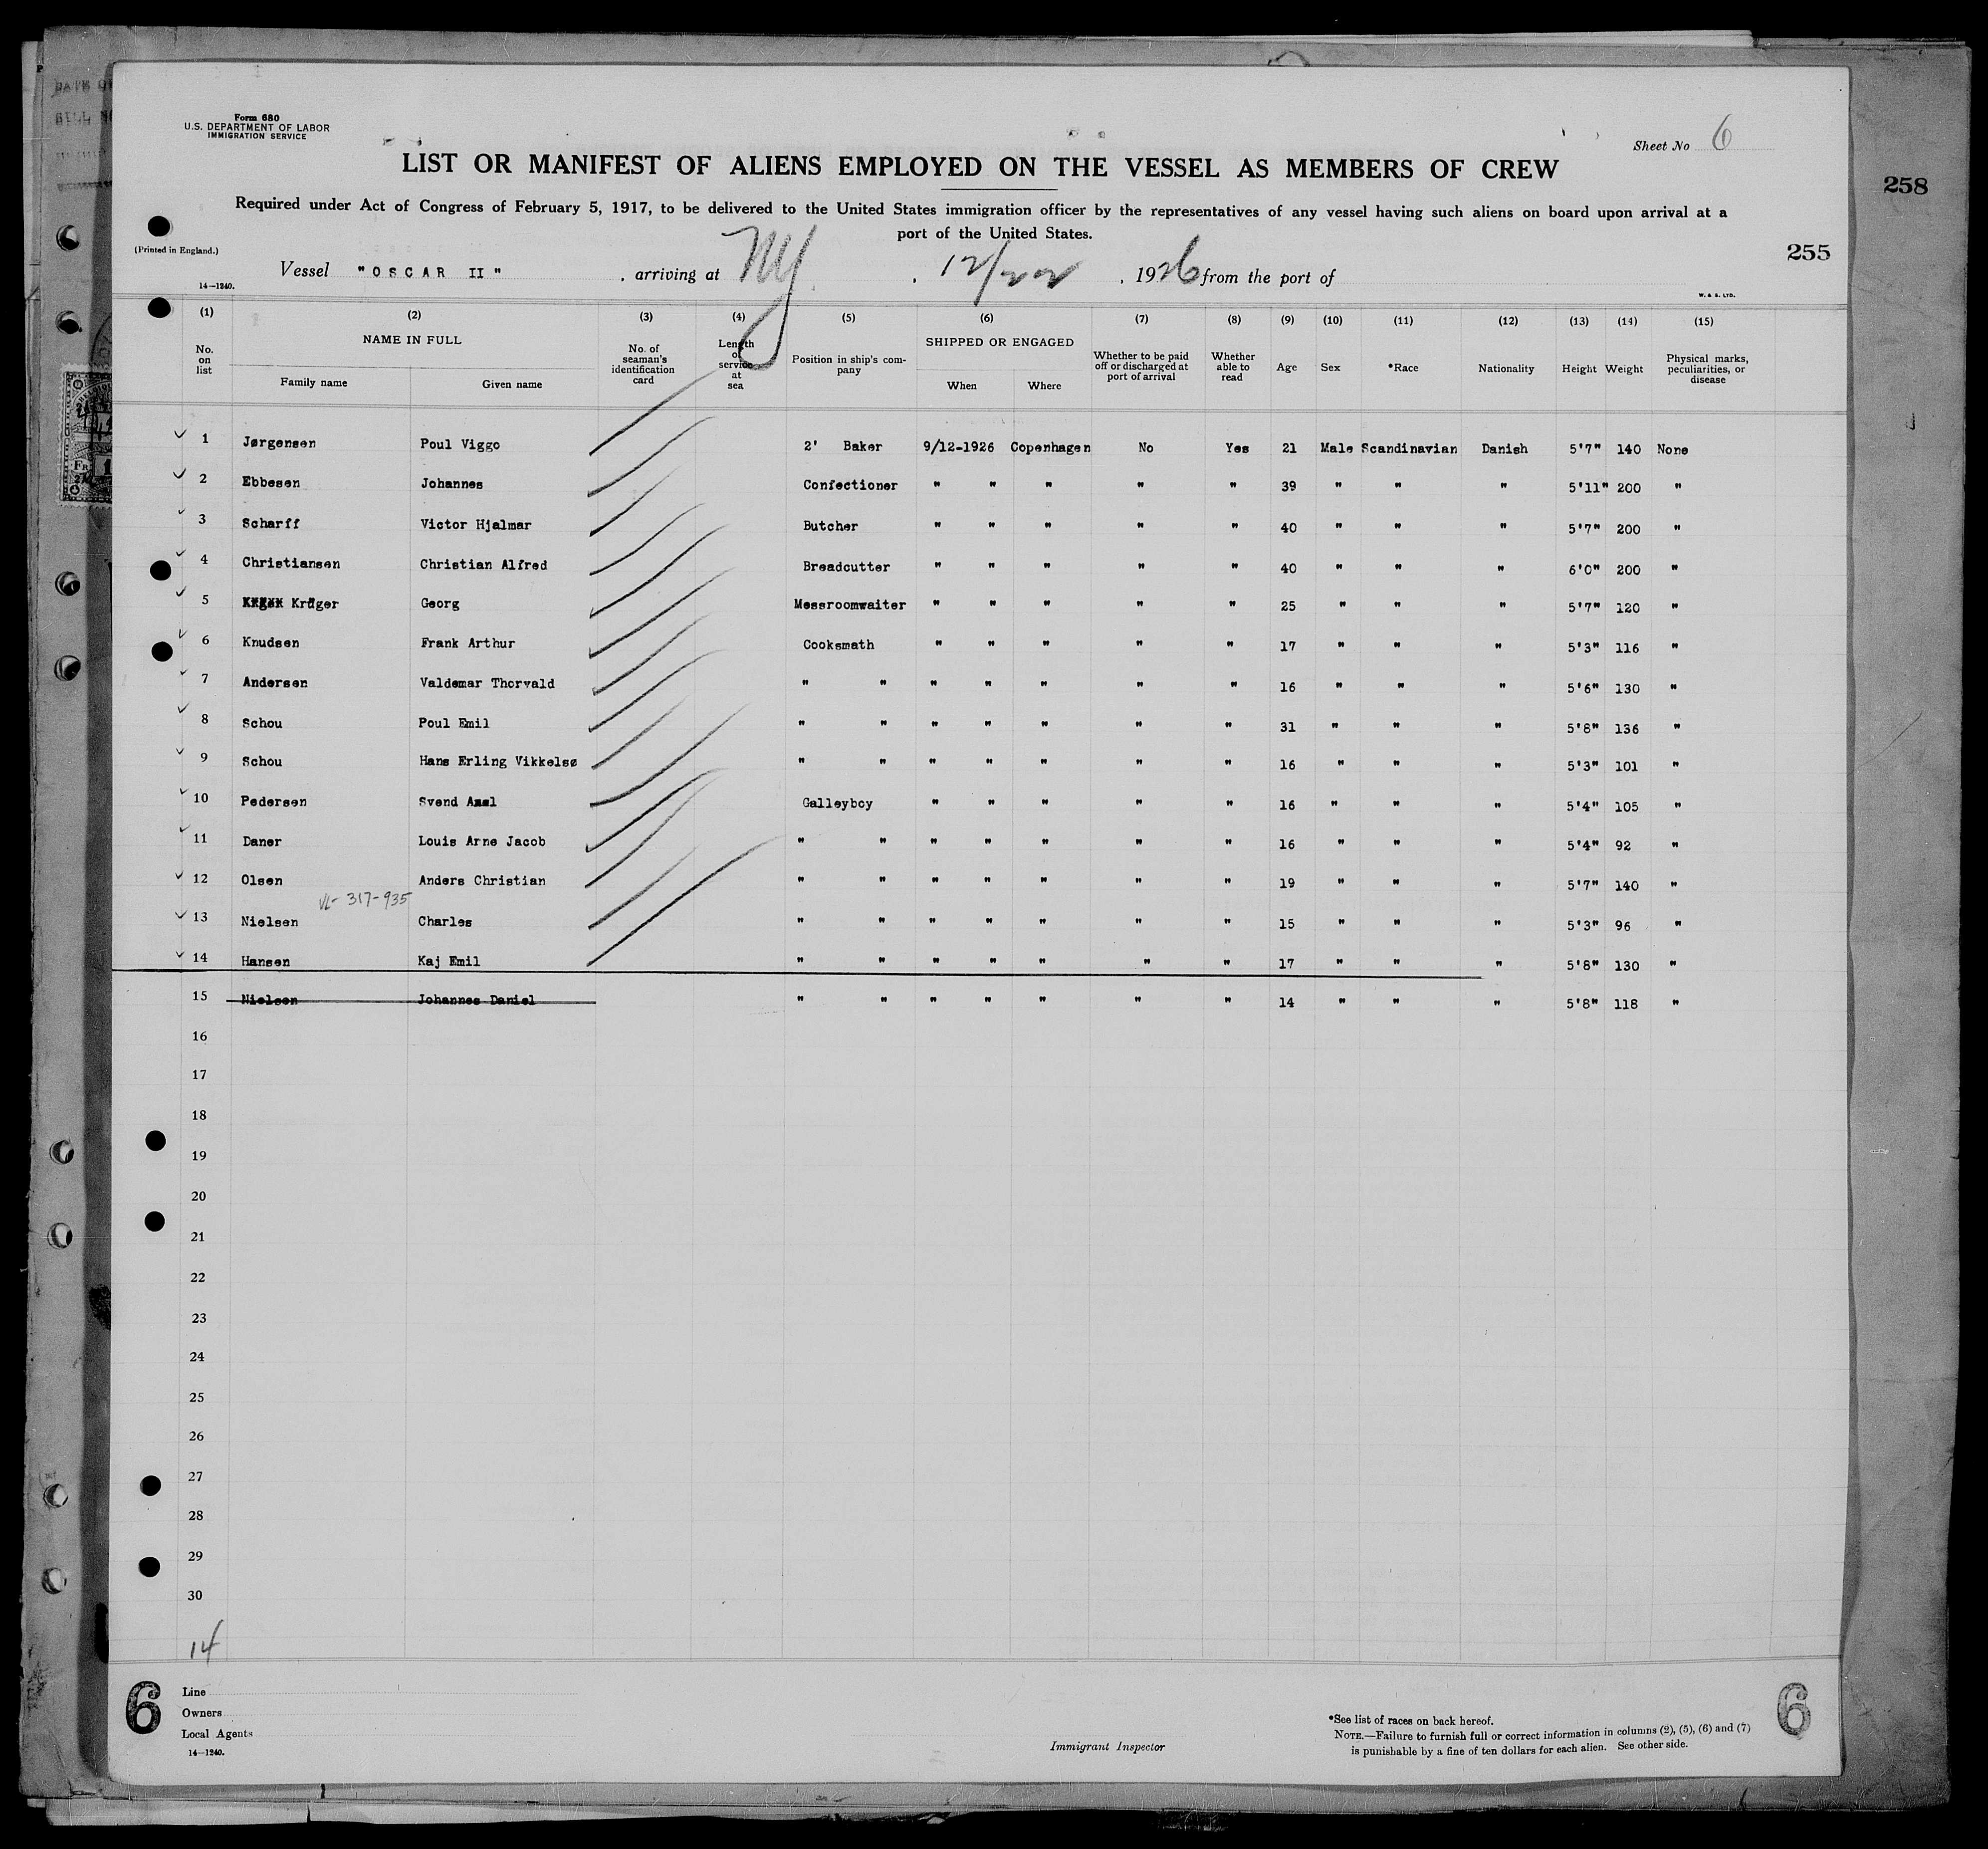 Form 680
U.S. DEPARTMENT OF LABOR
IMMIGRATION SERVICE
Sheet No 6
LIST OR MANIFEST OF ALIENS EMPLOYED ON THE VESSEL AS MEMBERS OF CREW
258
Required under Act of Congress of February 5, 1917, to be delivered to the United States immigration officer by the representatives of any vessel having such aliens on board upon arrival at a
port of the United States.
(Printed in England.)
255
Vessel "OSCAR II", arriving at NY, 12/22, 1926 from the port of
14—1240.
W. & S. LTD.
(1) (2) (3) (4) (5) (6) (7) (8) (9) (10) (11) (12) (13) (14) (15)
No. on list
NAME IN FULL
Family name Given name
No. of seaman's identification card
Length of service at sea
Position in ship's com-pany
SHIPPED OR ENGAGED
When Where
Whether to be paid off or discharged at port of arrival
Whether able to read
Age Sex *Race Nationality Height Weight
Physical marks, peculiarities, or disease
1 Jørgensen Poul Viggo 2' Baker 9/12-1926 Copenhagen No Yes 21 Male Scandinavian Danish 5'7" 140 None
2 Ebbesen Johannes Confectioner " " " " " 39 " " " 5'11" 200 "
3 Scharff Victor Hjalmar Butcher " " " " " 40 " " " 5'7" 200 "
4 Christiansen Christian Alfred Breadcutter " " " " " 40 " " " 6'0" 200 "
5 Krüger Georg Messroomwaiter " " " " " 25 " " " 5'7" 120 "
6 Knudsen Frank Arthur Cooksmath " " " " " 17 " " " 5'3" 116 "
7 Andersen Valdemar Thorvald " " " " " " " 16 " " " 5'6" 130 "
8 Schou Poul Emil " " " " " " " 31 " " " 5'8" 136 "
9 Schou Hans Erling Vikkelsø " " " " " " " 16 " " " 5'3" 101 "
10 Pedersen Svend Galleyboy " " " " " 16 " " " 5'4" 105 "
11 Daner Louis Arne Jacob " " " " " " " 16 " " " 5'4" 92 "
12 Olsen Anders Christian " " " " " " " 19 " " " 5'7" 140 "
VL- 317-935
13 Nielsen Charles " " " " " " " 15 " " " 5'3" 96 "
14 Hansen Kaj Emil " " " " " " " 17 " " " 5'8" 130 "
15 Nielsen Johannes Daniel " " " " " " " 14 " " " 5'8" 118 "
16
17
18
19
20
21
22
23
24
25
26
27
28
29
30
14
6
Line
Owners
Local Agents
14—1240.
Immigrant Inspector
*See list of races on back hereof.
NOTE.—Failure to furnish full or correct information in columns (2), (5), (6) and (7)
is punishable by a fine of ten dollars for each alien. See other side.
6